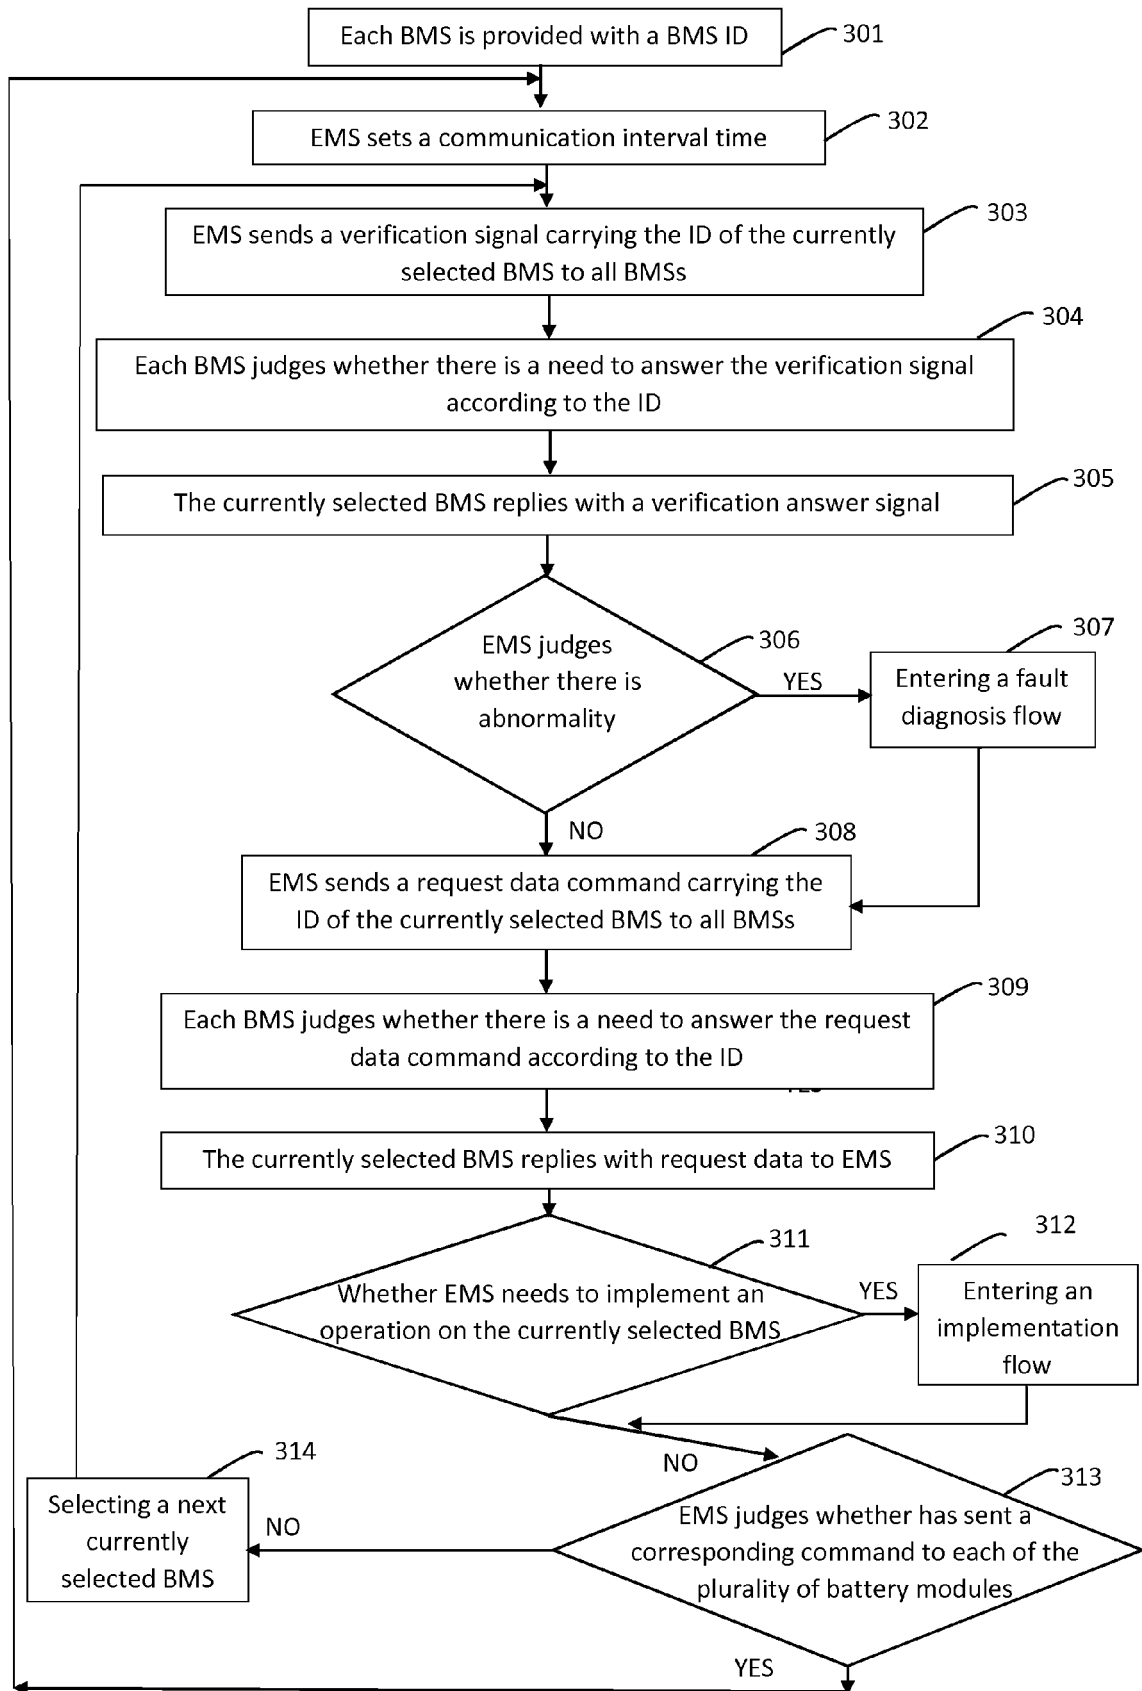 Each BMS is provided with a BMS ID
301
EMS sets a communication interval time
302
303
EMS sends a verification signal carrying the ID of the currently
selected BMS to all BMSs
304
Each BMS judges whether there is a need to answer the verification signal
according to the ID
305
The currently selected BMS replies with a verification answer signal
EMS judges
whether there is
abnormality
306
YES
307
Entering a fault
diagnosis flow
NO
308
EMS sends a request data command carrying the
ID of the currently selected BMS to all BMSs
309
Each BMS judges whether there is a need to answer the request
data command according to the ID
310
The currently selected BMS replies with request data to EMS
311
Whether EMS needs to implement an
operation on the currently selected BMS
YES
312
Entering an
implementation
flow
NO
313
EMS judges whether has sent a
corresponding command to each of the
plurality of battery modules
NO
314
Selecting a next
currently
selected BMS
YES